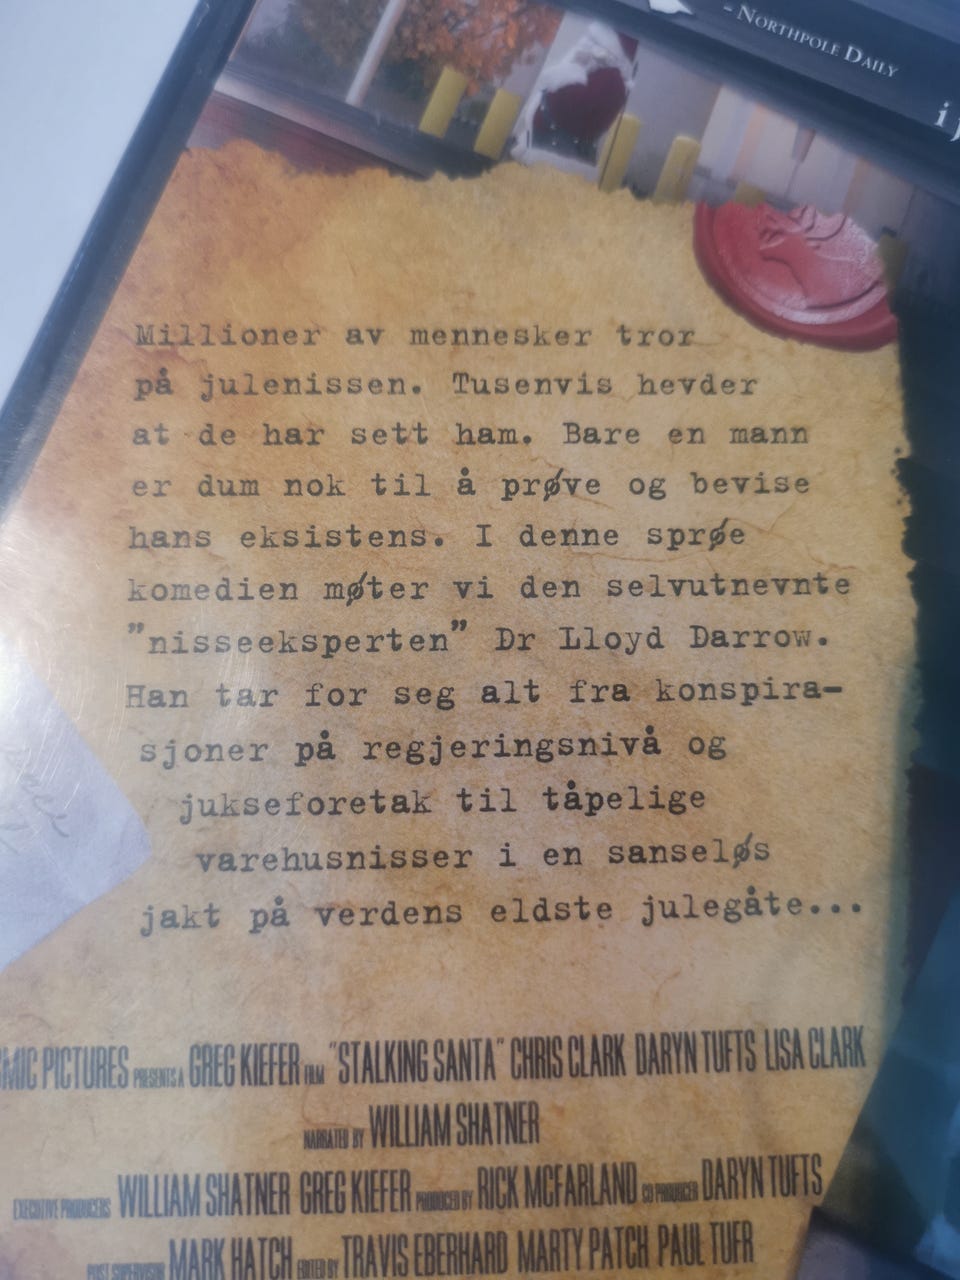 - NORTHPOLE DAILY
Millioner av mennesker tror
på julenissen. Tusenvis hevder
at de har sett ham. Bare en mann
er dum nok til å prøve og bevise
hans eksistens. I denne sprøe
komedien møter vi den selvutnevnte
"nisseeksperten" Dr Lloyd Darrow.
Han tar for seg alt fra konspira-
sjoner på regjeringsnivå og
jukseforetak til tåpelige
varehusnisser i en sanseløs
jakt på verdens eldste julegåte...
PICTURES PRESENTS A GREG KIEFER FILM "STALKING SANTA" CHRIS CLARK DARYN TUFTS LISA CLARK
NARRATED BY WILLIAM SHATNER
EXECUTIVE PRODUCERS WILLIAM SHATNER GREG KIEFER PRODUCED BY RICK MCFARLAND CO PRODUCER DARYN TUFTS
POST SUPERVISOR MARK HATCH EDITED BY TRAVIS EBERHARD MARTY PATCH PAUL